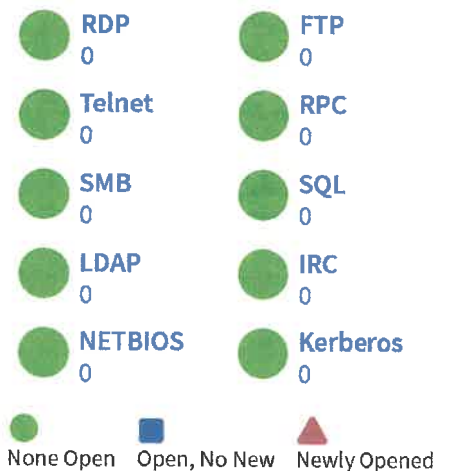 RDP
0
FTP
0
Telnet
0
RPC
0
SMB
0
SQL
0
LDAP
0
IRC
0
NETBIOS
0
Kerberos
0
None Open
Open, No New
Newly Opened